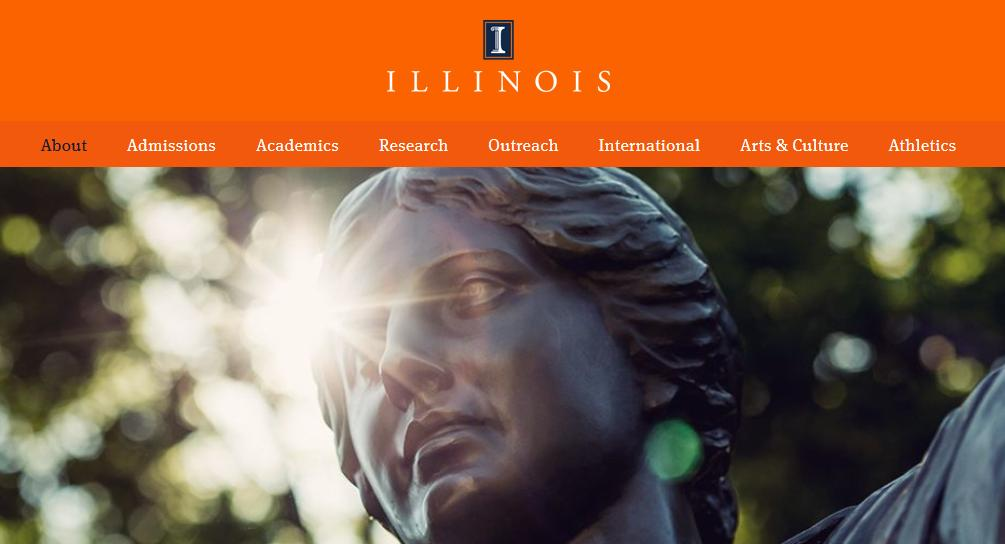 I
ILLINOIS
About Admissions Academics Research Outreach International Arts & Culture Athletics